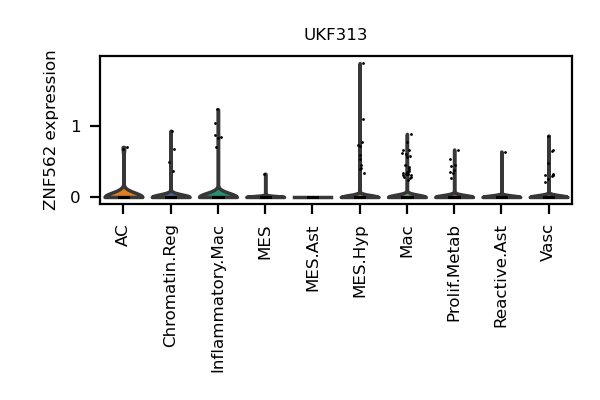 UKF313
ZNF562 expression
1
0
AC
Chromatin.Reg
Inflammatory.Mac
MES
MES.Ast
MES.Hyp
Mac
Prolif.Metab
Reactive.Ast
Vasc